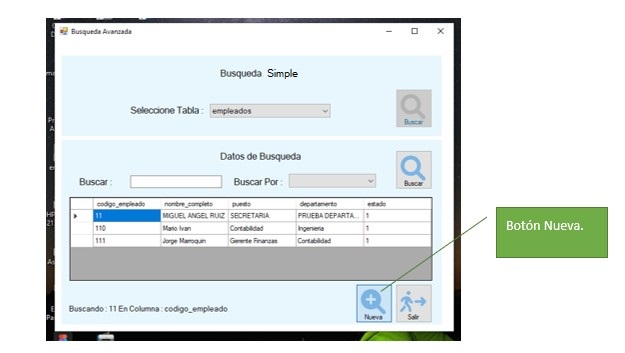 Busqueda Avanzada
Busqueda Simple
Seleccione Tabla : empleados
Buscar
Datos de Busqueda
Buscar : Buscar Por :
Buscar
codigo_empleado nombre_completo puesto departamento estado
11 MIGUEL ANGEL RUIZ SECRETARIA PRUEBA DEPARTA... 1
110 Mario Ivan Contabilidad Ingenieria 1
111 Jorge Marroquin Gerente Finanzas Contabilidad 1
Botón Nueva.
Buscando : 11 En Columna : codigo_empleado
Nueva Salir